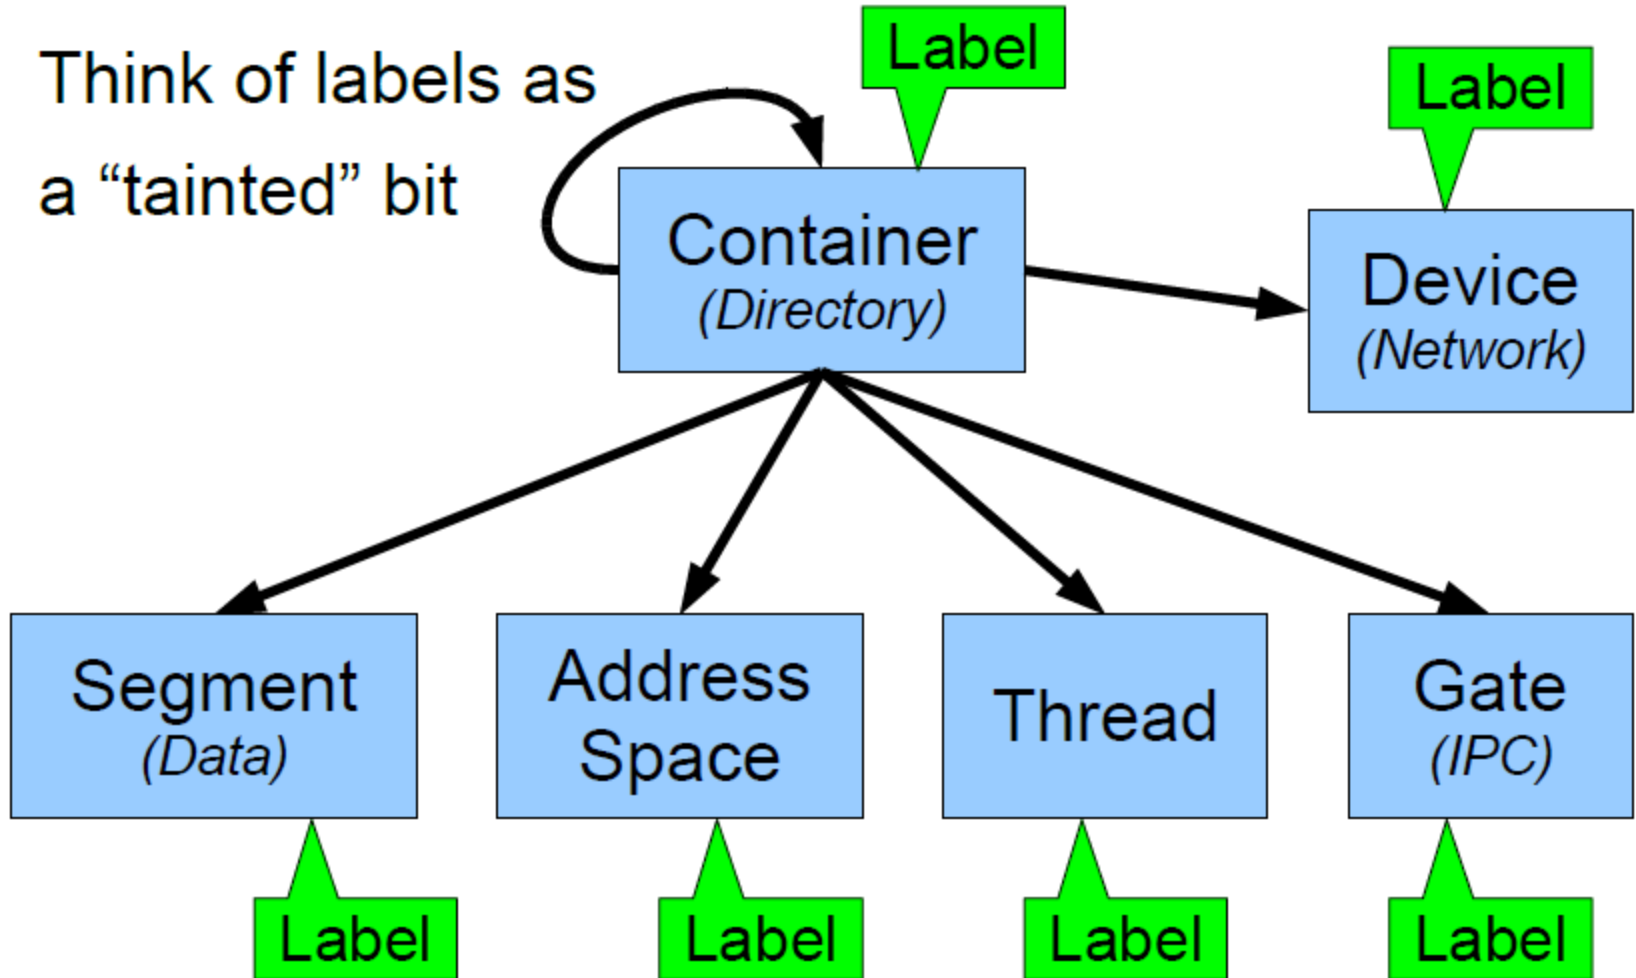 Think of labels as
a “tainted” bit
Label
Label
Container
(Directory)
Device
(Network)
Segment
(Data)
Address
Space
Thread
Gate
(IPC)
Label
Label
Label
Label